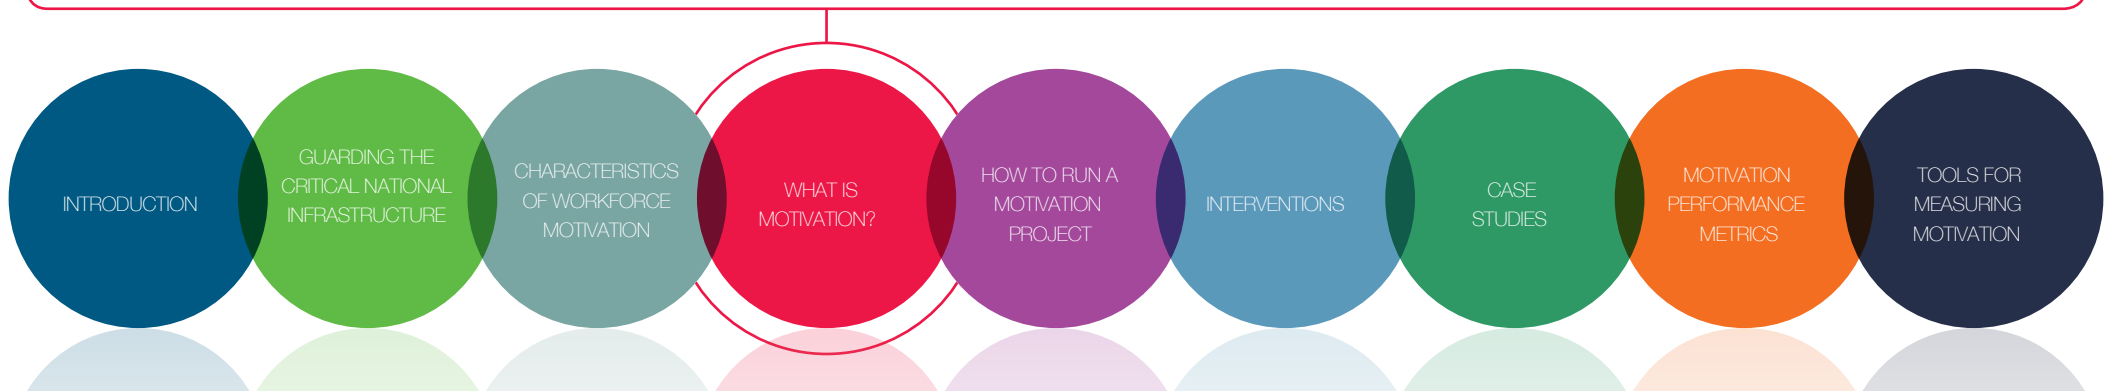 INTRODUCTION
GUARDING THE
CRITICAL NATIONAL
INFRASTRUCTURE
CHARACTERISTICS
OF WORKFORCE
MOTIVATION
WHAT IS
MOTIVATION?
HOW TO RUN A
MOTIVATION
PROJECT
INTERVENTIONS
CASE
STUDIES
MOTIVATION
PERFORMANCE
METRICS
TOOLS FOR
MEASURING
MOTIVATION